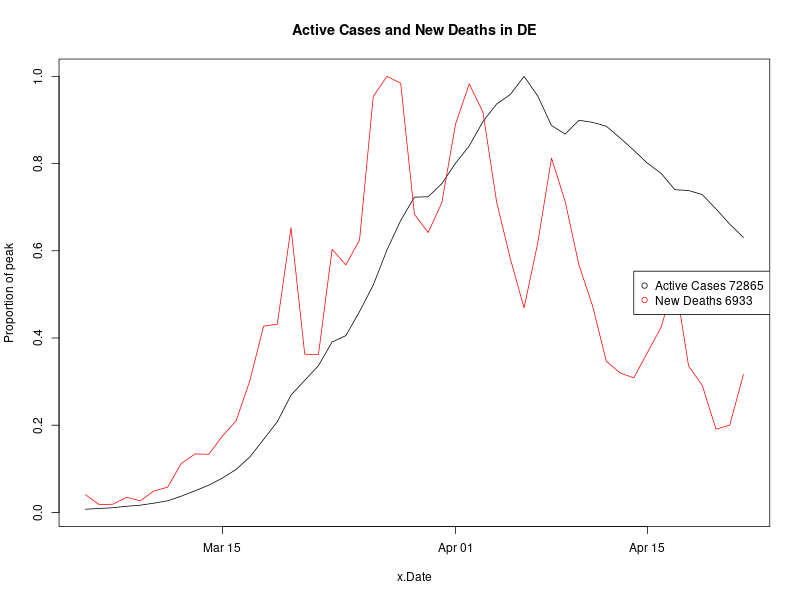 Active Cases and New Deaths in DE
Proportion of peak
1.0
0.8
0.6
0.4
0.2
0.0
Active Cases 72865
New Deaths 6933
Mar 15
Apr 01
Apr 15
x.Date